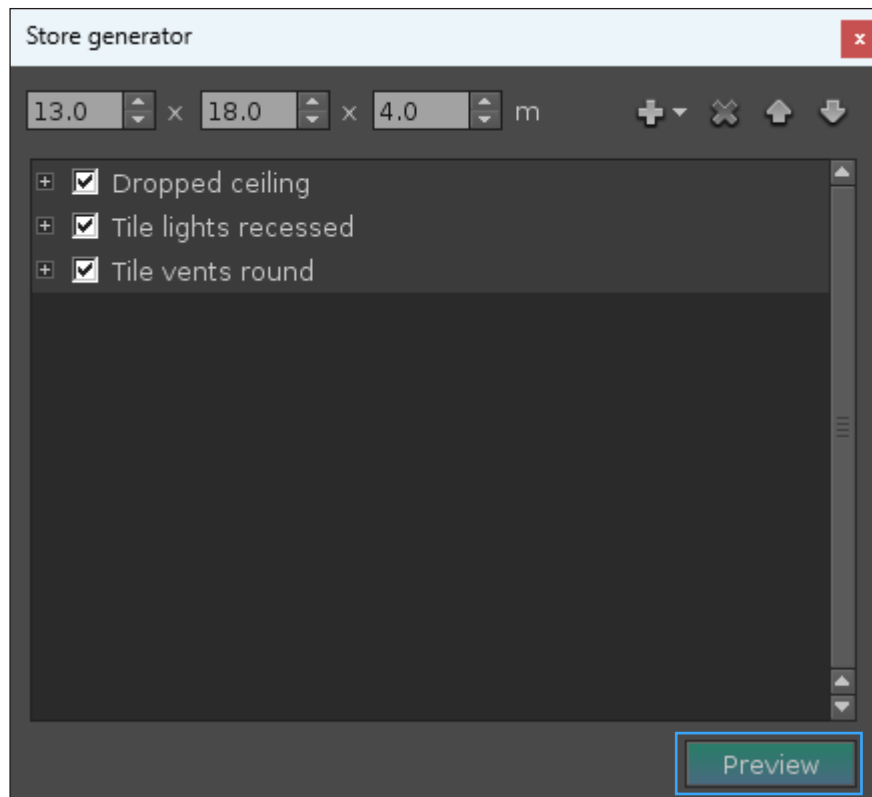 Store generator
x
13.0 x 18.0 x 4.0 m
Dropped ceiling
Tile lights recessed
Tile vents round
Preview